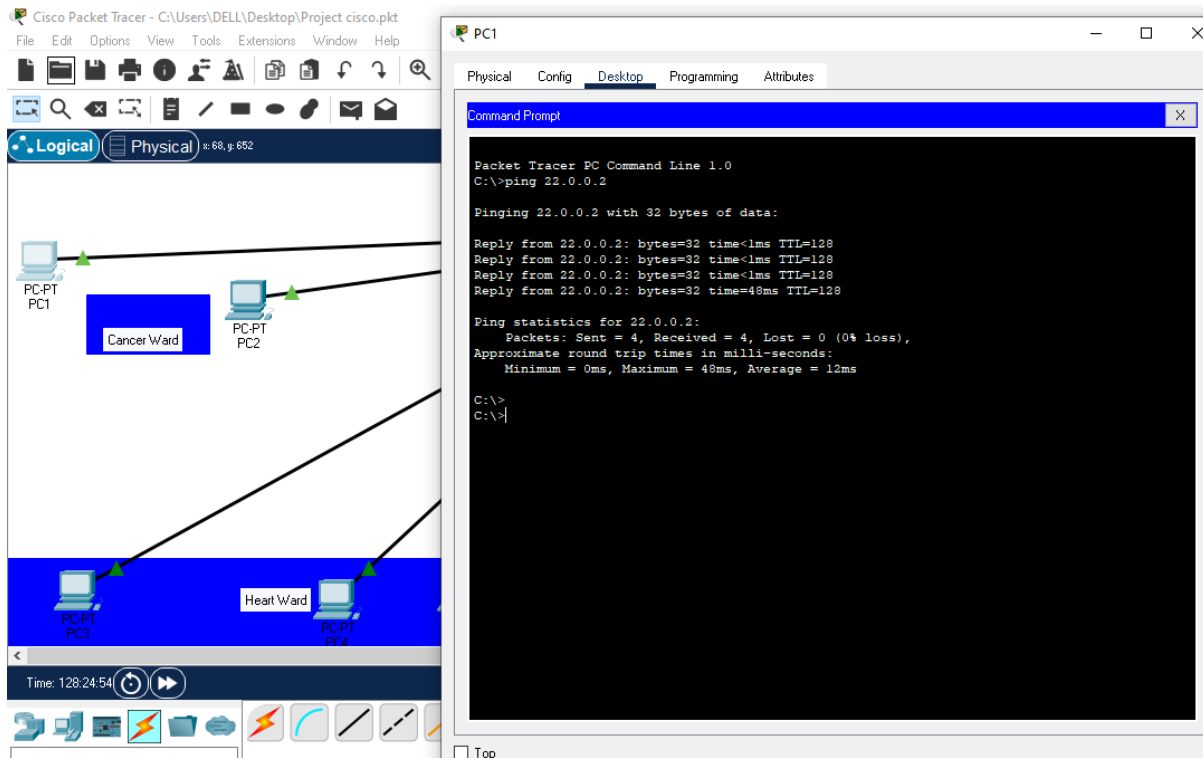 Cisco Packet Tracer - C:\Users\DELL\Desktop\Project cisco.pkt
File Edit Options View Tools Extensions Window Help
Logical Physical x: 68, y: 652
PC-PT
PC1
Cancer Ward
PC-PT
PC2
PC-PT
PC3
Heart Ward
PC-PT
PC4
Time: 128:24:54
PC1
Physical Config Desktop Programming Attributes
Command Prompt
X
Packet Tracer PC Command Line 1.0
C:\>ping 22.0.0.2
Pinging 22.0.0.2 with 32 bytes of data:
Reply from 22.0.0.2: bytes=32 time<1ms TTL=128
Reply from 22.0.0.2: bytes=32 time<1ms TTL=128
Reply from 22.0.0.2: bytes=32 time<1ms TTL=128
Reply from 22.0.0.2: bytes=32 time=48ms TTL=128
Ping statistics for 22.0.0.2:
Packets: Sent = 4, Received = 4, Lost = 0 (0% loss),
Approximate round trip times in milli-seconds:
Minimum = 0ms, Maximum = 48ms, Average = 12ms
C:\>
C:\>
Top